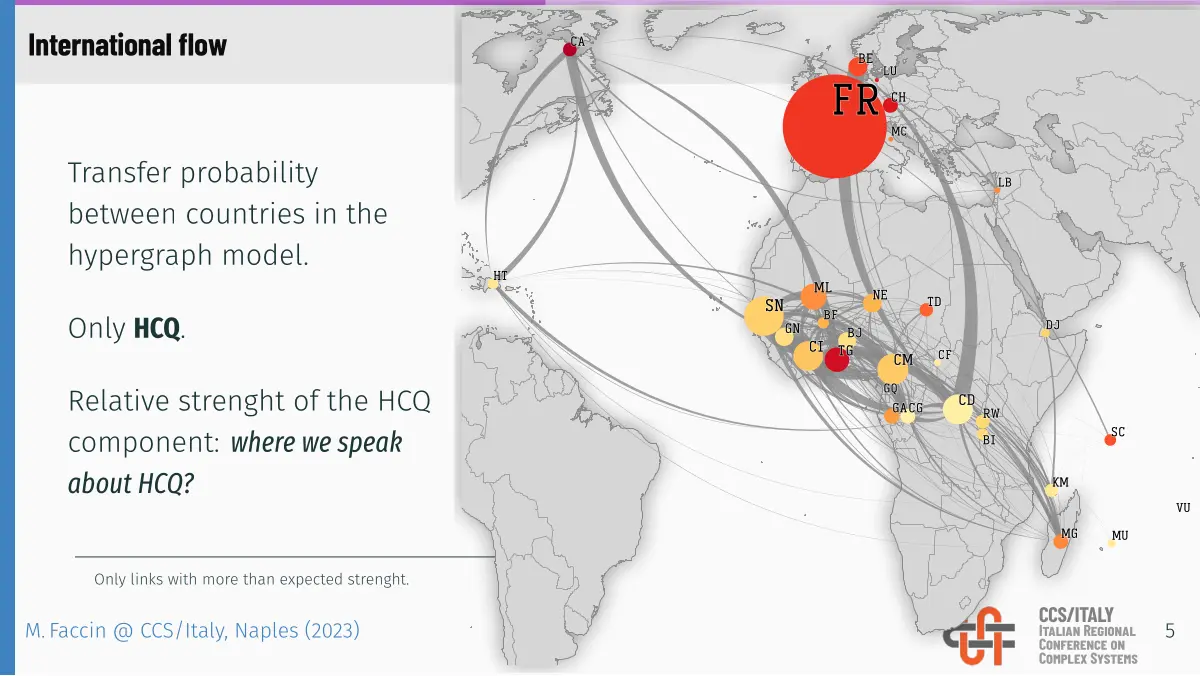 International flow
Transfer probability
between countries in the
hypergraph model.
Only HCQ.
Relative strenght of the HCQ
component: where we speak
about HCQ?
Only links with more than expected strenght.
M. Faccin @ CCS/Italy, Naples (2023)
CA
BE
LU
FR
CH
MC
LB
HT
ML
NE
TD
SN
BF
GN
BJ
DJ
CI
TG
CM
CF
GQ
CD
GA
CG
RW
BI
SC
KM
VU
MG
MU
CCS/ITALY
ITALIAN REGIONAL
CONFERENCE ON
COMPLEX SYSTEMS
5